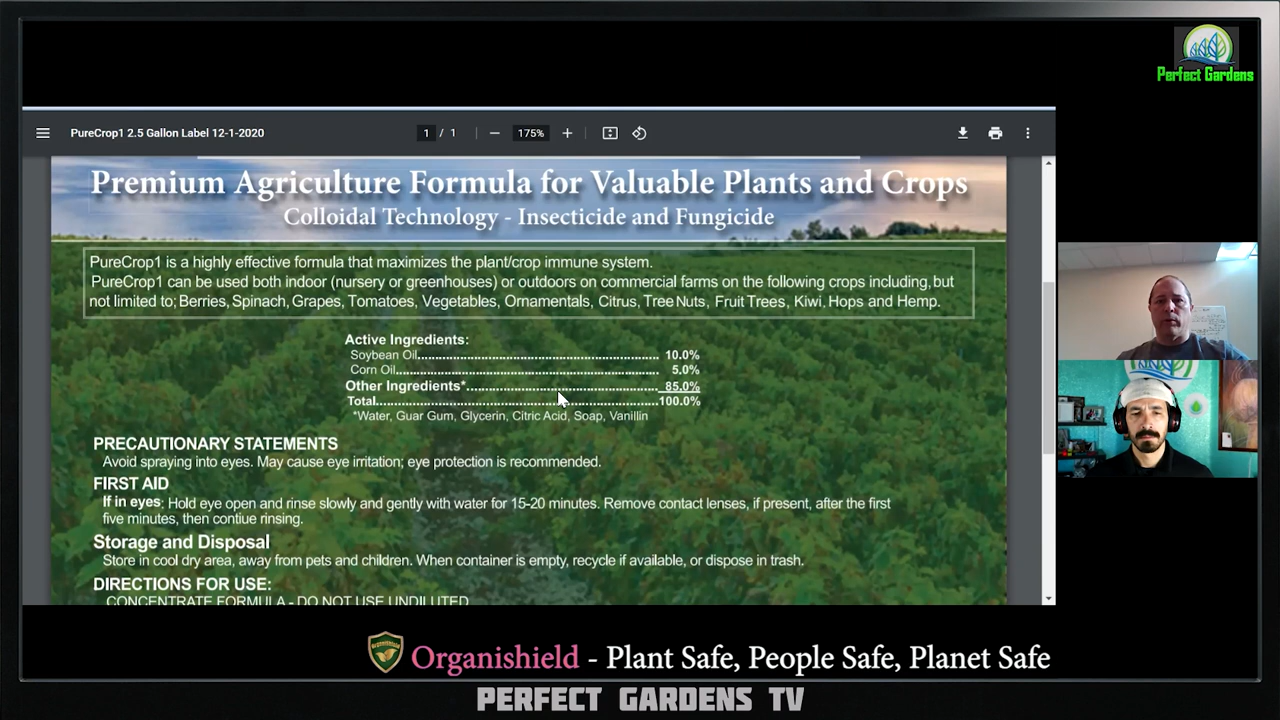 Perfect Gardens
PureCrop1 2.5 Gallon Label 12-1-2020
1 / 1
175%
Premium Agriculture Formula for Valuable Plants and Crops
Colloidal Technology - Insecticide and Fungicide
PureCrop1 is a highly effective formula that maximizes the plant/crop immune system.
PureCrop1 can be used both indoor (nursery or greenhouses) or outdoors on commercial farms on the following crops including, but
not limited to; Berries, Spinach, Grapes, Tomatoes, Vegetables, Ornamentals, Citrus, Tree Nuts, Fruit Trees, Kiwi, Hops and Hemp.
Active Ingredients:
Soybean Oil 10.0%
Corn Oil 5.0%
Other Ingredients* 85.0%
Total 100.0%
*Water, Guar Gum, Glycerin, Citric Acid, Soap, Vanillin
PRECAUTIONARY STATEMENTS
Avoid spraying into eyes. May cause eye irritation; eye protection is recommended.
FIRST AID
If in eyes: Hold eye open and rinse slowly and gently with water for 15-20 minutes. Remove contact lenses, if present, after the first
five minutes, then contiue rinsing.
Storage and Disposal
Store in cool dry area, away from pets and children. When container is empty, recycle if available, or dispose in trash.
DIRECTIONS FOR USE:
CONCENTRATE FORMULA - DO NOT USE UNDILUTED
Organishield - Plant Safe, People Safe, Planet Safe
PERFECT GARDENS TV